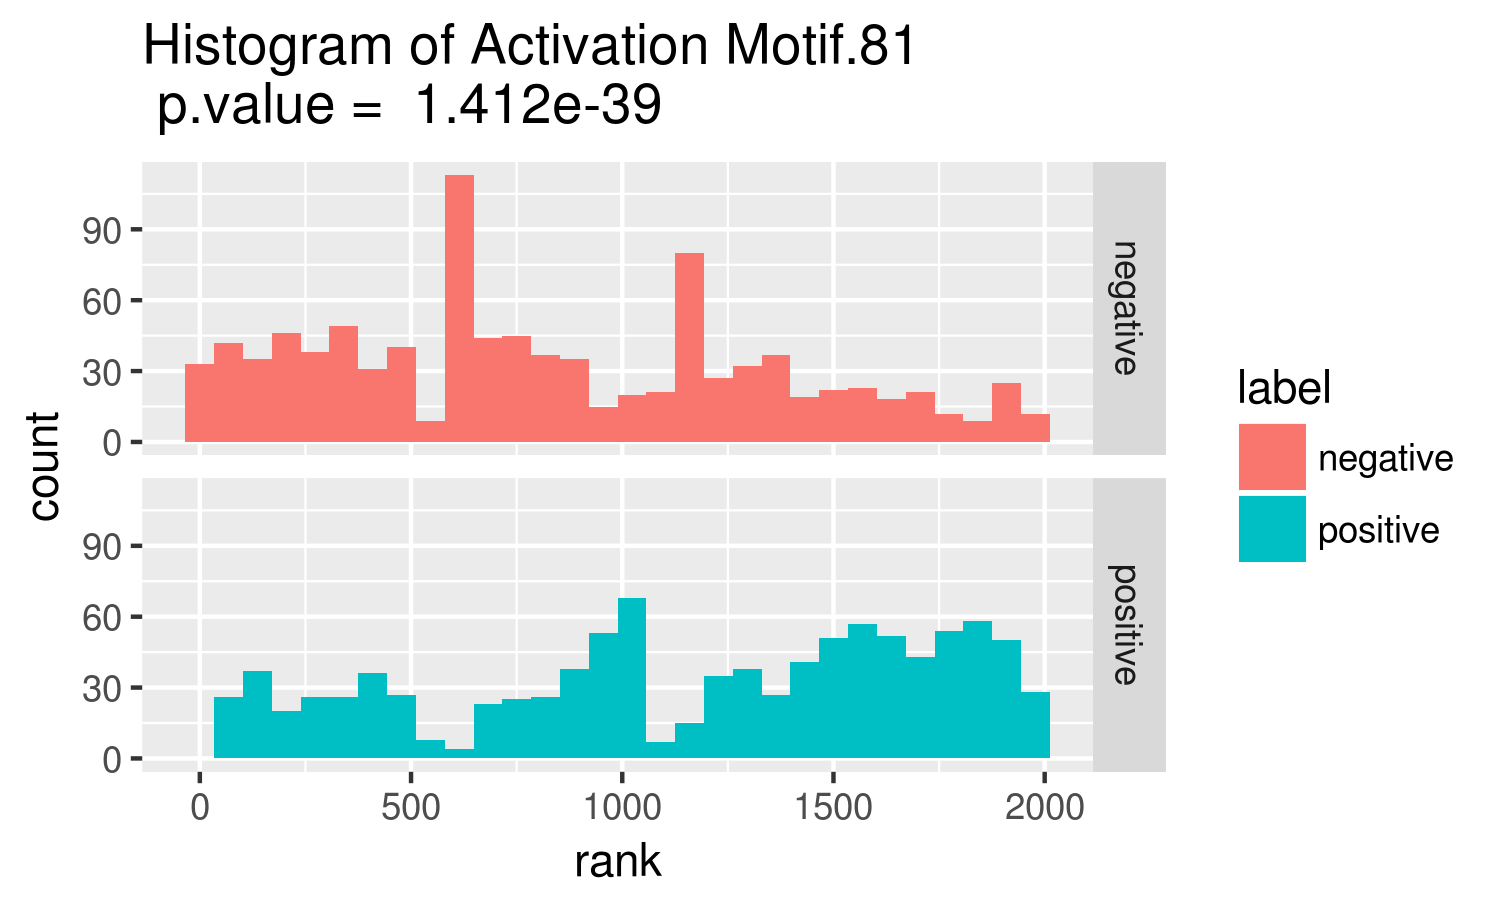 Histogram of Activation Motif.81
p.value = 1.412e-39
count
90
60
30
0
negative
90
60
30
0
positive
0 500 1000 1500 2000
rank
label
negative
positive